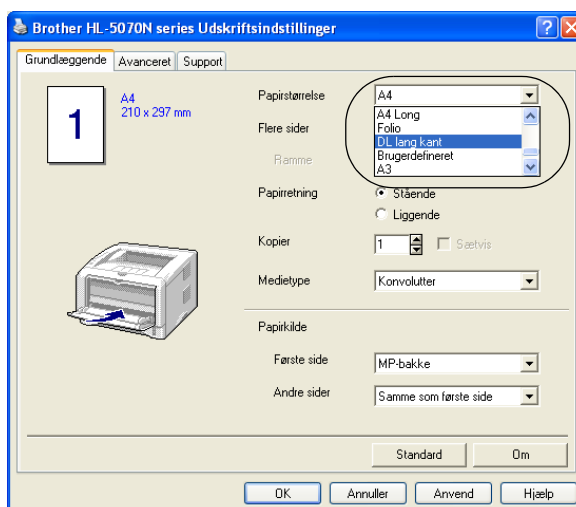 Brother HL-5070N series Udskriftsindstillinger
Grundlæggende Avanceret Support
1
A4
210 x 297 mm
Papirstørrelse A4
A4 Long
Flere sider Folio
DL lang kant
Ramme Brugerdefineret
A3
Papirretning Stående
Liggende
Kopier 1 Sætvis
Medietype Konvolutter
Papirkilde
Første side MP-bakke
Andre sider Samme som første side
Standard Om
OK Annuller Anvend Hjælp